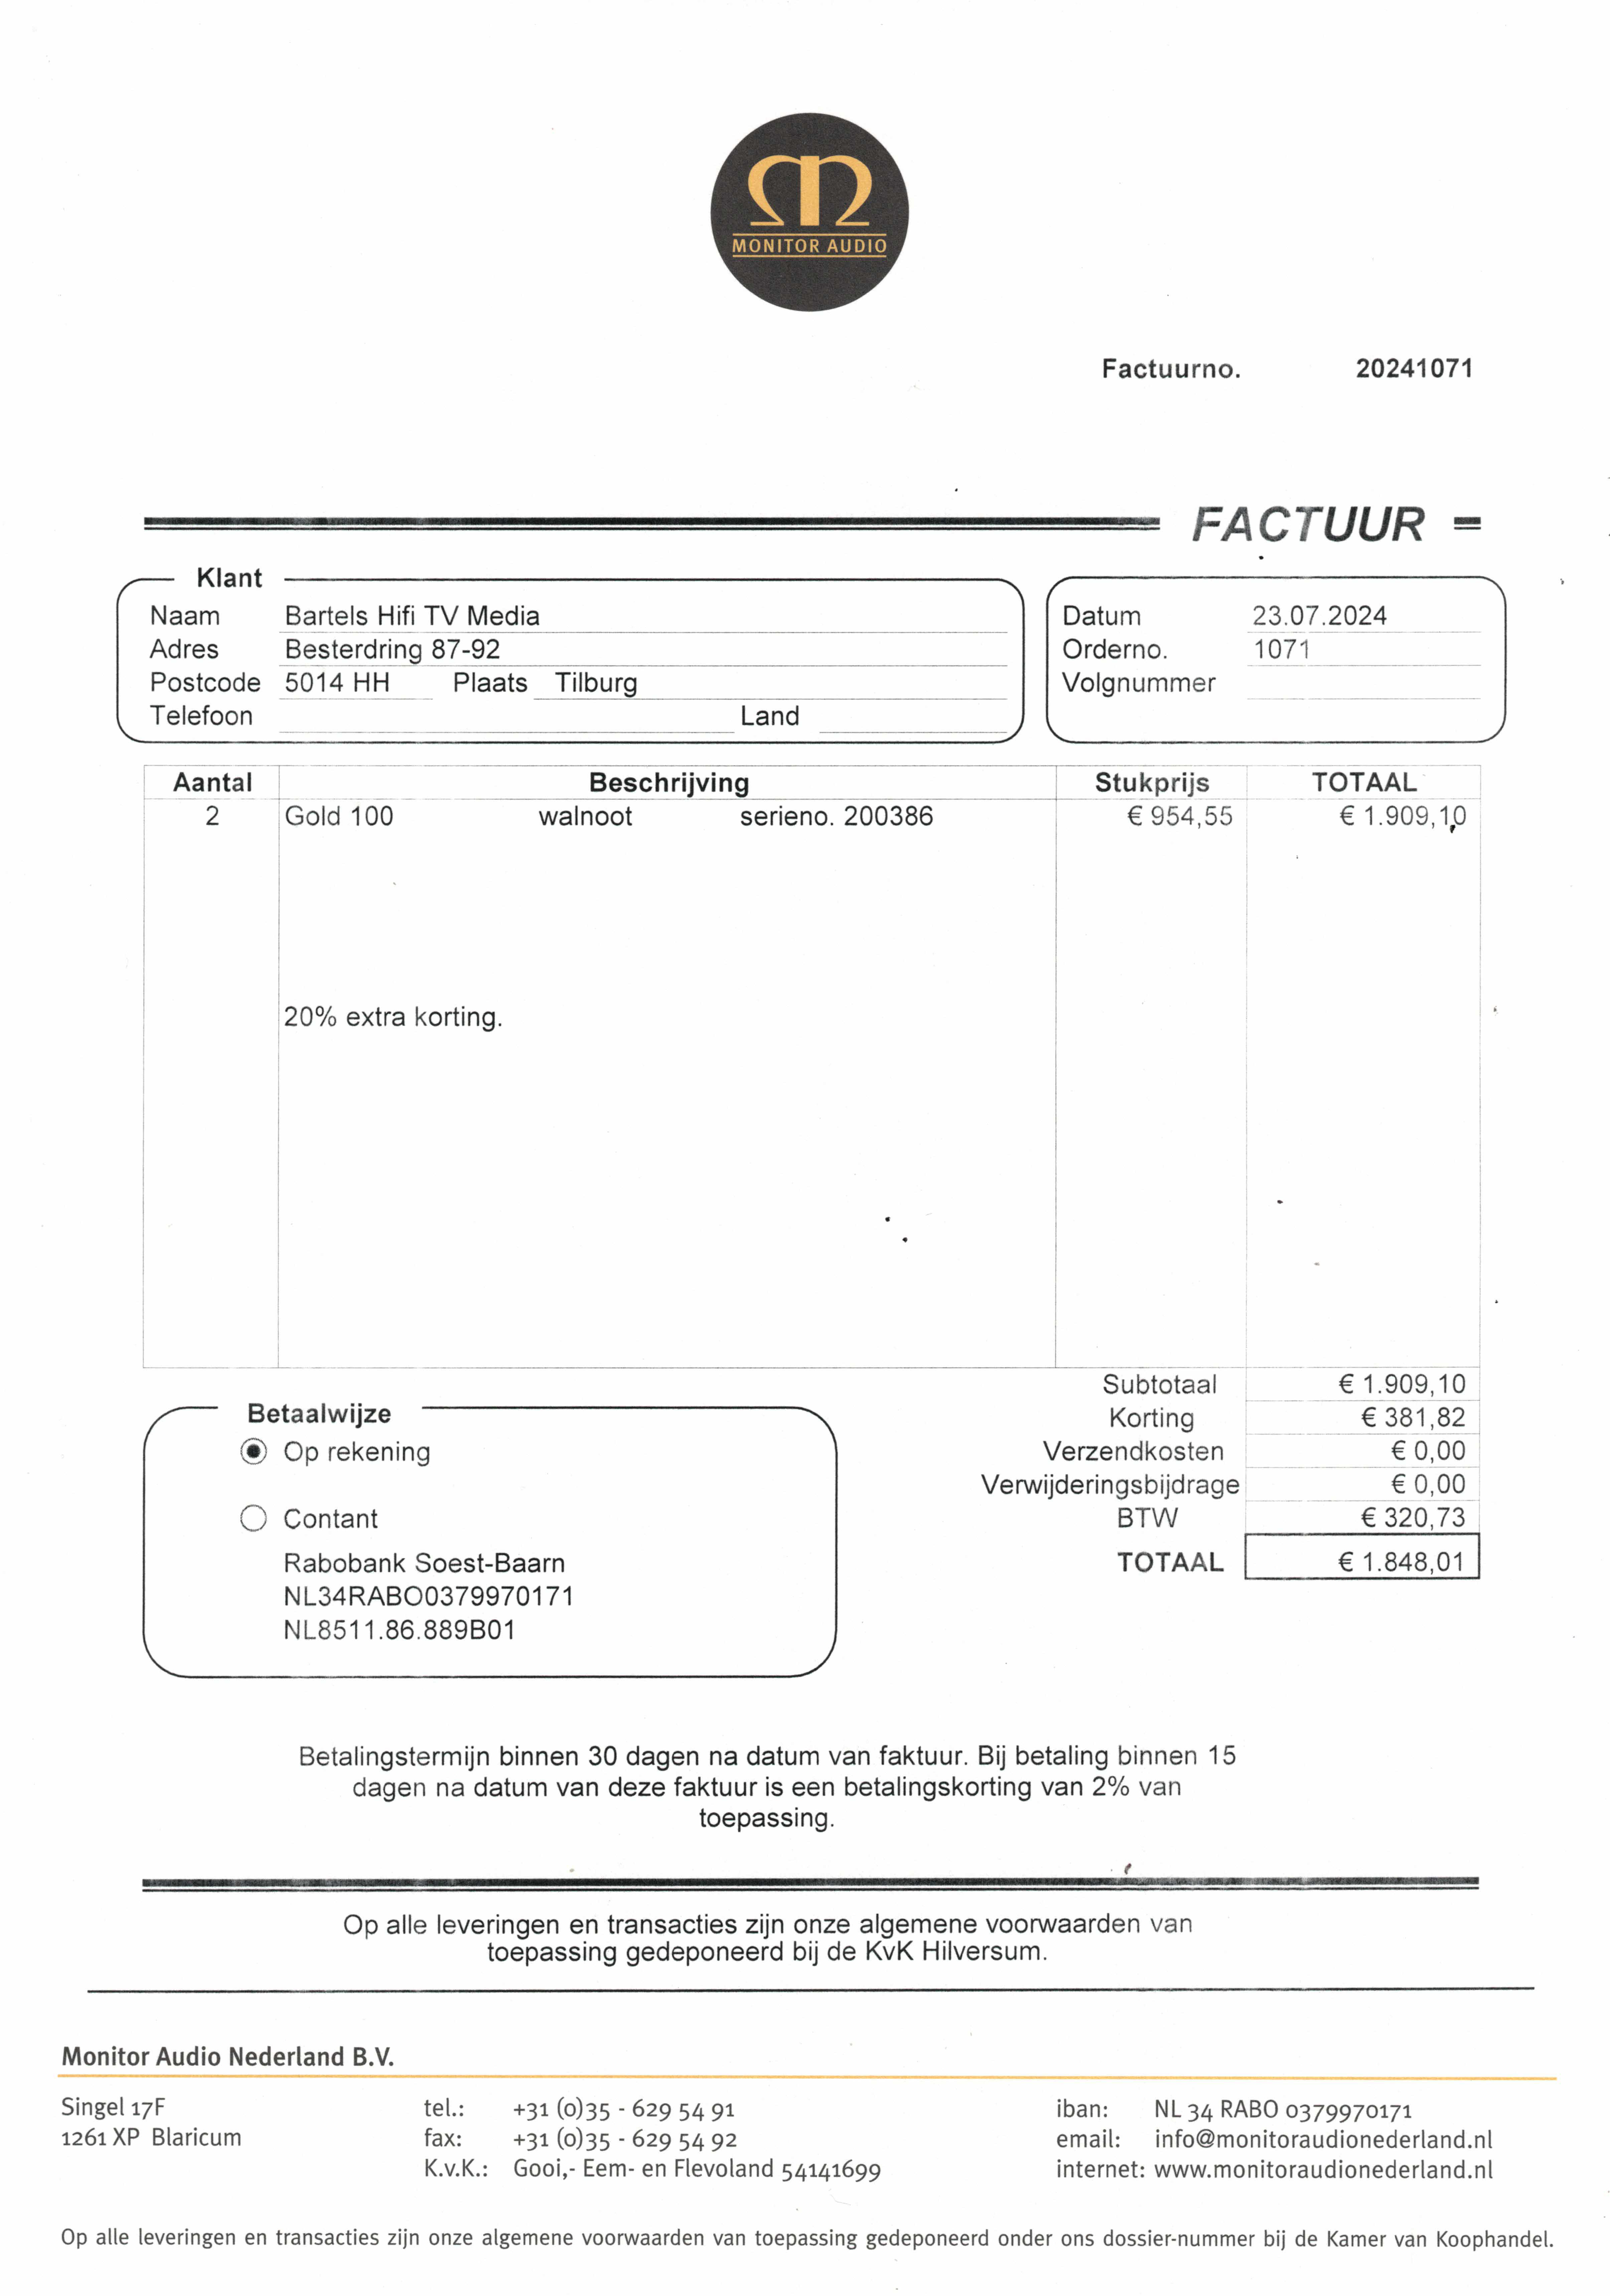 MONITOR AUDIO
Factuurno. 20241071
FACTUUR
Klant
Naam Bartels Hifi TV Media
Adres Besterdring 87-92
Postcode 5014 HH Plaats Tilburg
Telefoon Land
Datum 23.07.2024
Orderno. 1071
Volgnummer
Aantal Beschrijving Stukprijs TOTAAL
2 Gold 100 walnoot serieno. 200386 € 954,55 € 1.909,10
20% extra korting.
Subtotaal € 1.909,10
Korting € 381,82
Verzendkosten € 0,00
Verwijderingsbijdrage € 0,00
BTW € 320,73
TOTAAL € 1.848,01
Betaalwijze
Op rekening
Contant
Rabobank Soest-Baarn
NL34RABO0379970171
NL8511.86.889B01
Betalingstermijn binnen 30 dagen na datum van faktuur. Bij betaling binnen 15
dagen na datum van deze faktuur is een betalingskorting van 2% van
toepassing.
Op alle leveringen en transacties zijn onze algemene voorwaarden van
toepassing gedeponeerd bij de KvK Hilversum.
Monitor Audio Nederland B.V.
Singel 17F
1261 XP Blaricum
tel.: +31 (0)35 - 629 54 91
fax: +31 (0)35 - 629 54 92
K.v.K.: Gooi,- Eem- en Flevoland 54141699
iban: NL 34 RABO 0379970171
email: info@monitoraudionederland.nl
internet: www.monitoraudionederland.nl
Op alle leveringen en transacties zijn onze algemene voorwaarden van toepassing gedeponeerd onder ons dossier-nummer bij de Kamer van Koophandel.